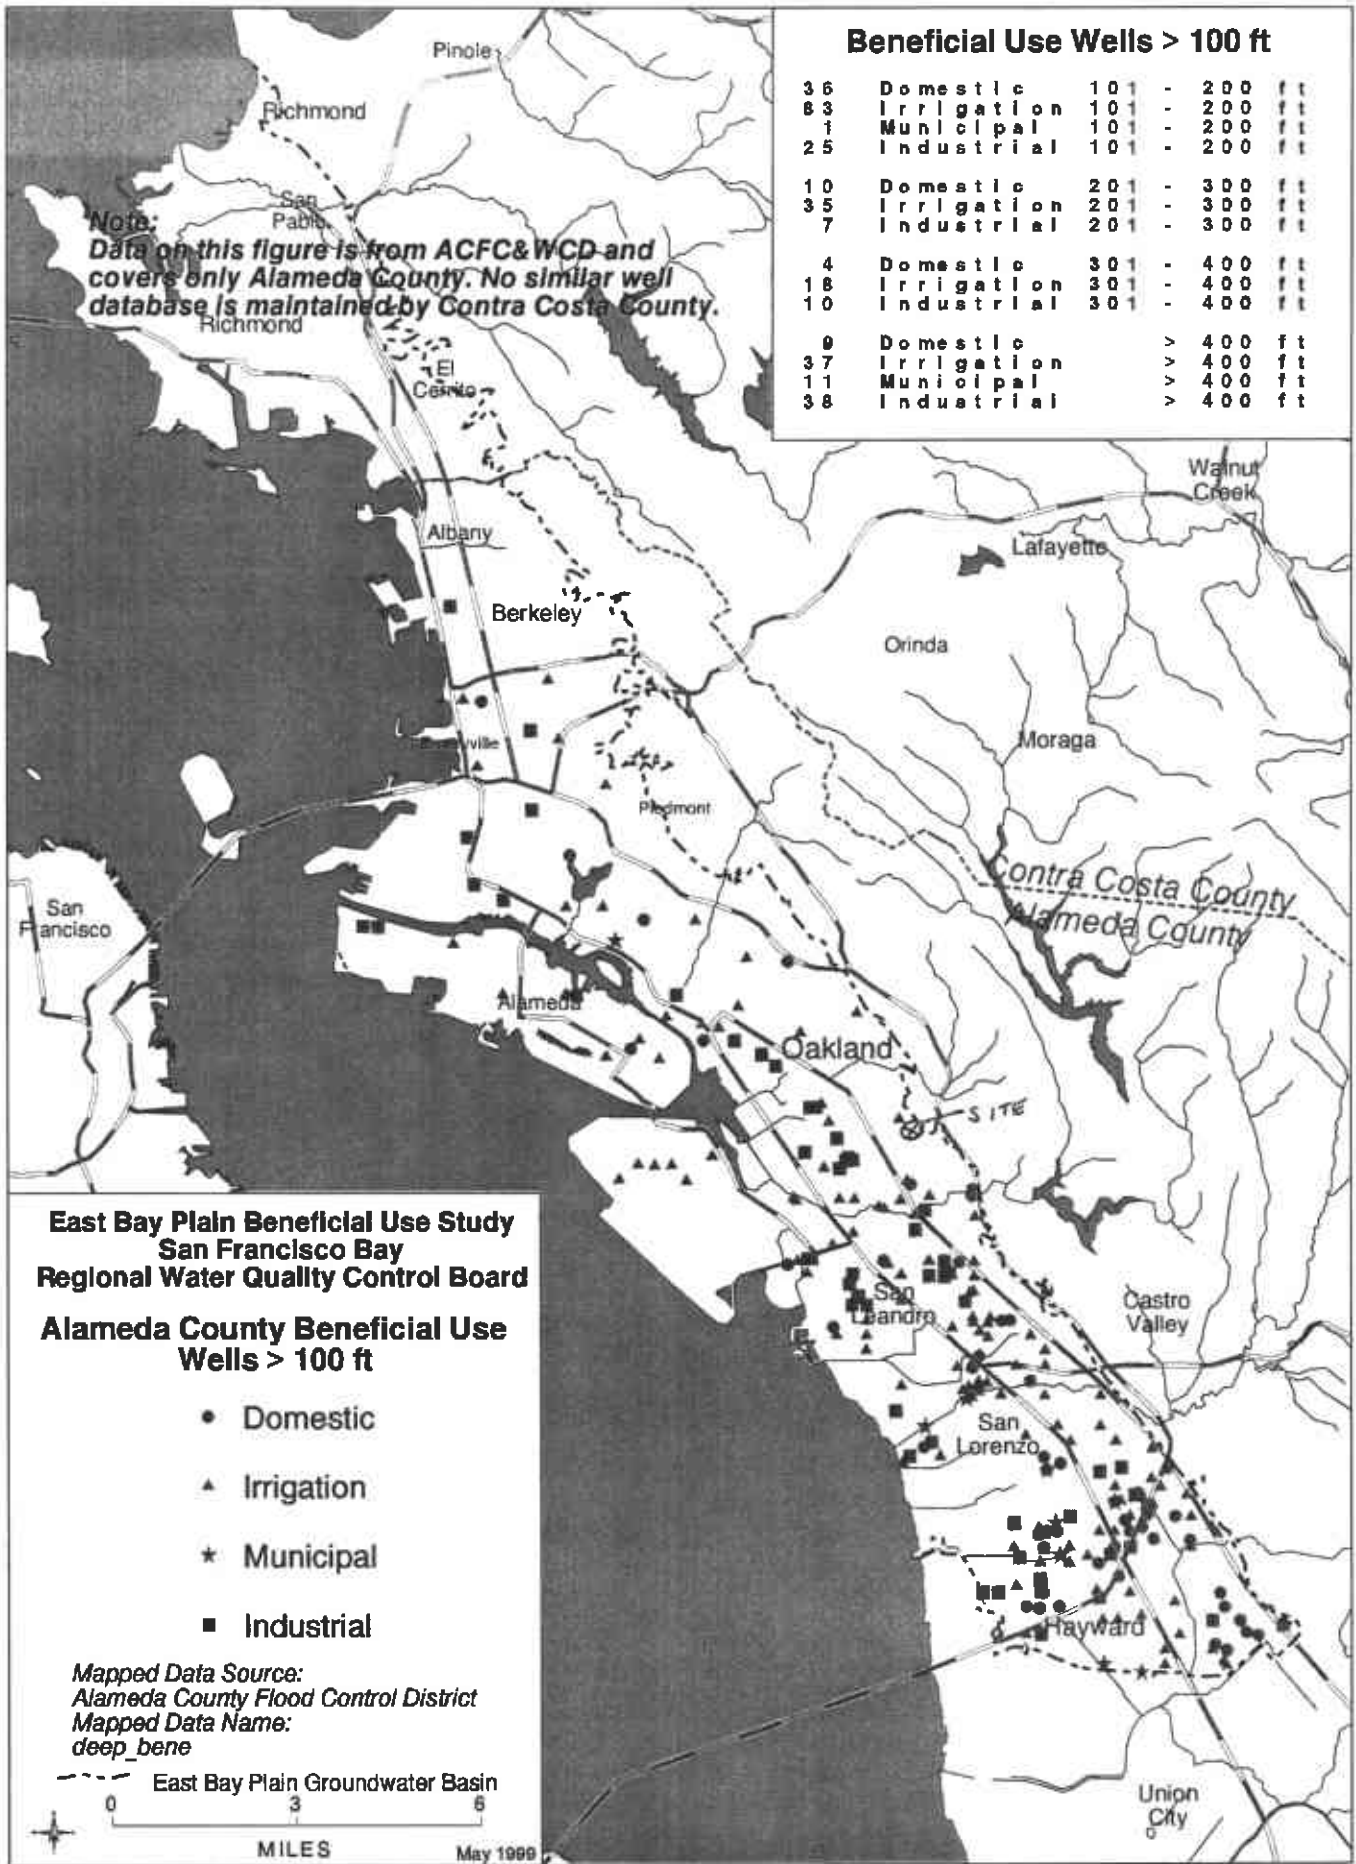 Beneficial Use Wells > 100 ft
36 Domestic 101 - 200 ft
83 Irrigation 101 - 200 ft
1 Municipal 101 - 200 ft
25 Industrial 101 - 200 ft
10 Domestic 201 - 300 ft
35 Irrigation 201 - 300 ft
7 Industrial 201 - 300 ft
4 Domestic 301 - 400 ft
18 Irrigation 301 - 400 ft
10 Industrial 301 - 400 ft
9 Domestic > 400 ft
37 Irrigation > 400 ft
11 Municipal > 400 ft
38 Industrial > 400 ft
Pinole
Richmond
San
Pablo
Note:
Data on this figure is from ACFC&WCD and
covers only Alameda County. No similar well
database is maintained by Contra Costa County.
Richmond
El
Cerrito
Walnut
Creek
Albany
Lafayette
Berkeley
Orinda
Moraga
Piedmont
Contra Costa County
Alameda County
San
Francisco
Alameda
Oakland
SITE
San
Leandro
Castro
Valley
San
Lorenzo
Hayward
Union
City
East Bay Plain Beneficial Use Study
San Francisco Bay
Regional Water Quality Control Board
Alameda County Beneficial Use
Wells > 100 ft
Domestic
Irrigation
Municipal
Industrial
Mapped Data Source:
Alameda County Flood Control District
Mapped Data Name:
deep_bene
East Bay Plain Groundwater Basin
0 3 6
MILES
May 1999